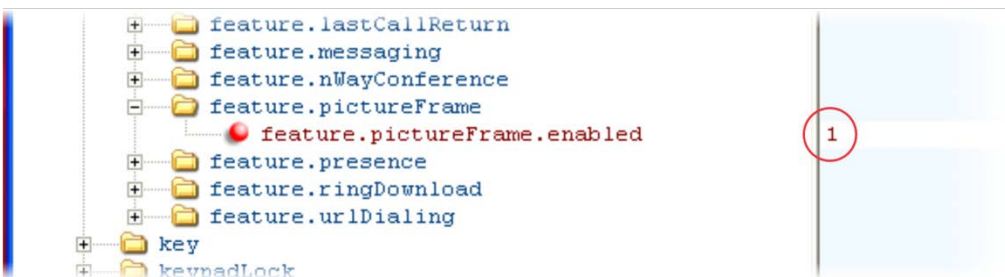 feature.lastCallReturn
feature.messaging
feature.nWayConference
feature.pictureFrame
feature.pictureFrame.enabled 1
feature.presence
feature.ringDownload
feature.urlDialing
key
keypadLock